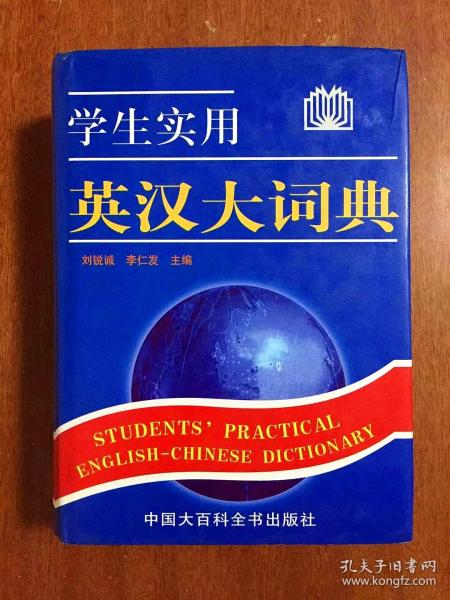 学生实用
英汉大词典
刘锐诚 李仁发 主编
STUDENTS' PRACTICAL
ENGLISH-CHINESE DICTIONARY
中国大百科全书出版社
孔夫子旧书网
www.kongfz.com